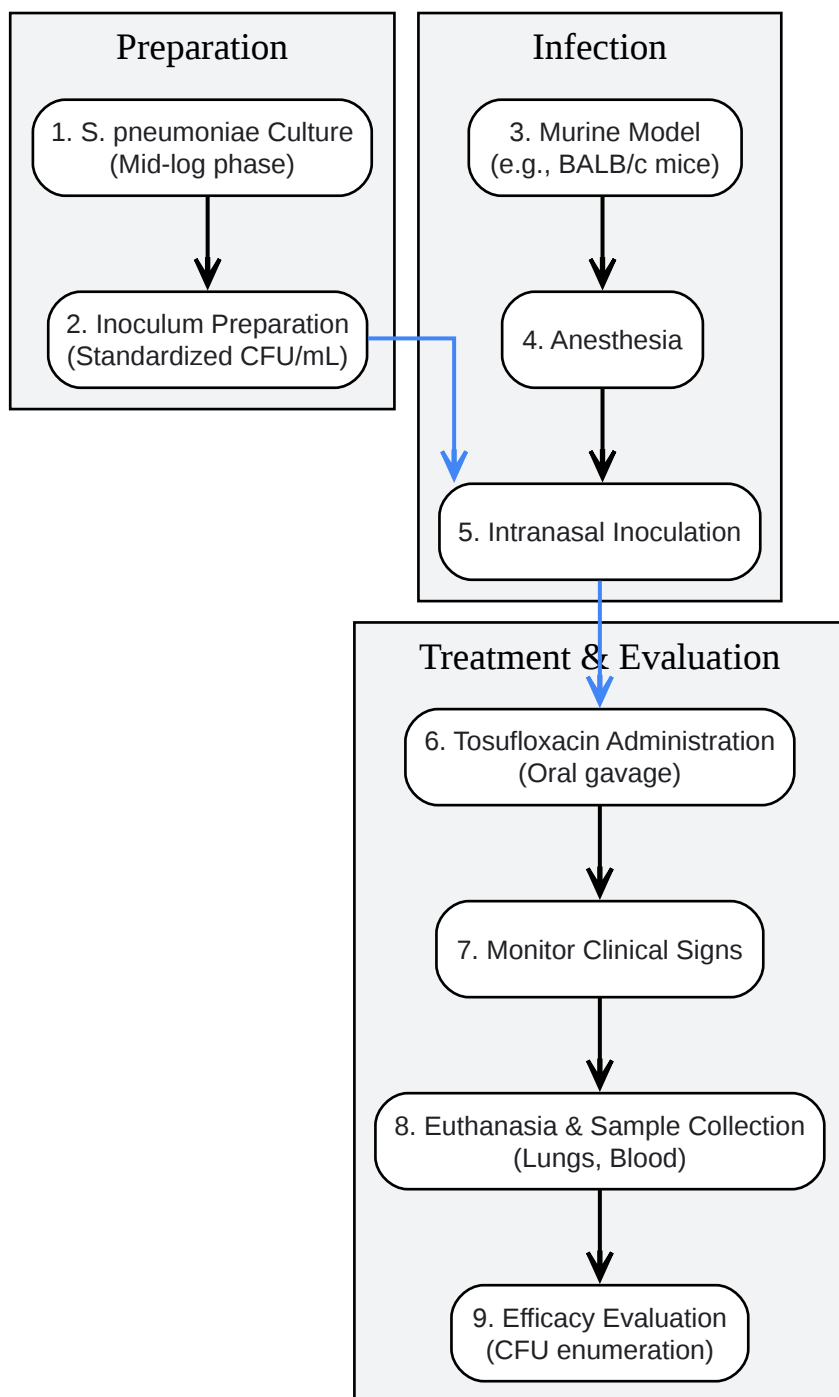 Preparation
1. S. pneumoniae Culture
(Mid-log phase)
2. Inoculum Preparation
(Standardized CFU/mL)
Infection
3. Murine Model
(e.g., BALB/c mice)
4. Anesthesia
5. Intranasal Inoculation
Treatment & Evaluation
6. Tosufloxacin Administration
(Oral gavage)
7. Monitor Clinical Signs
8. Euthanasia & Sample Collection
(Lungs, Blood)
9. Efficacy Evaluation
(CFU enumeration)